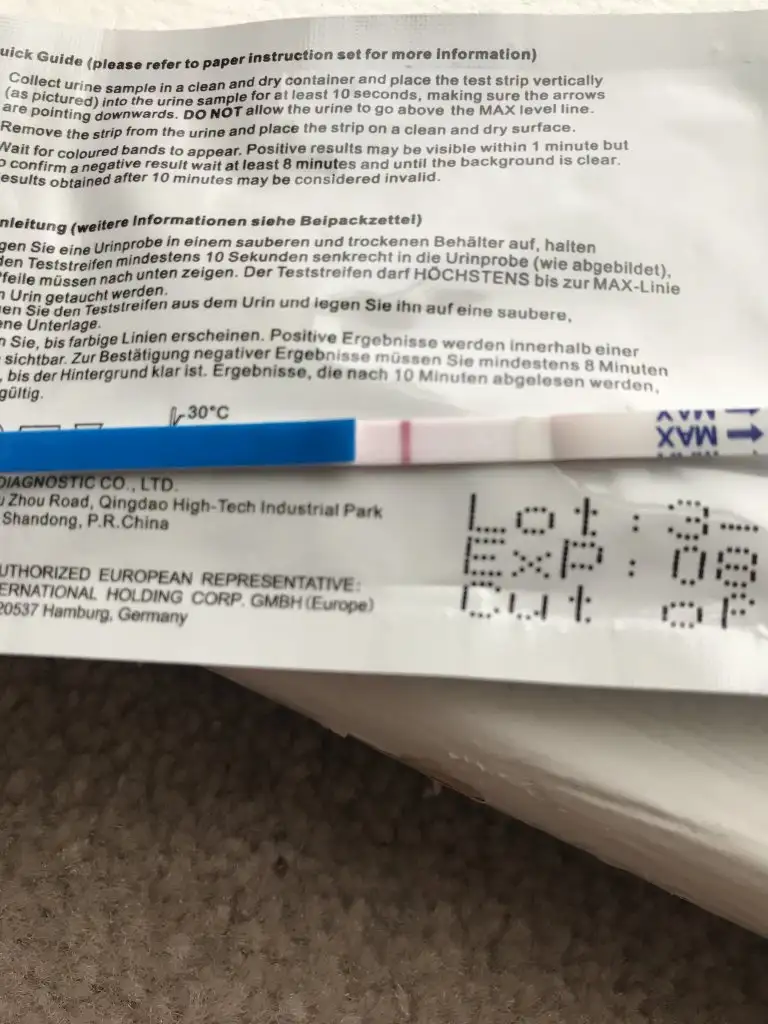 uick Guide (please refer to paper instruction set for more information)
Collect urine sample in a clean and dry container and place the test strip vertically
(as pictured) into the urine sample for at least 10 seconds, making sure the arrows
are pointing downwards. DO NOT allow the urine to go above the MAX level line.
Remove the strip from the urine and place the strip on a clean and dry surface.
Wait for coloured bands to appear. Positive results may be visible within 1 minute but
o confirm a negative result wait at least 8 minutes and until the background is clear.
esults obtained after 10 minutes may be considered invalid.
nleitung (weitere Informationen siehe Beipackzettel)
gen Sie eine Urinprobe in einem sauberen und trockenen Behälter auf, halten
den Teststreifen mindestens 10 Sekunden senkrecht in die Urinprobe (wie abgebildet),
feile müssen nach unten zeigen. Der Teststreifen darf HÖCHSTENS bis zur MAX-Linie
n Urin getaucht werden.
en Sie den Teststreifen aus dem Urin und legen Sie ihn auf eine saubere,
ene Unterlage.
n Sie, bis farbige Linien erscheinen. Positive Ergebnisse werden innerhalb einer
sichtbar. Zur Bestätigung negativer Ergebnisse müssen Sie mindestens 8 Minuten
, bis der Hintergrund klar ist. Ergebnisse, die nach 10 Minuten abgelesen werden,
gültig.
30°C
MAX
MAX
DIAGNOSTIC CO., LTD.
u Zhou Road, Qingdao High-Tech Industrial Park
Shandong, P.R.China
Lot: 3-
EXP: 08
Out of
UTHORIZED EUROPEAN REPRESENTATIVE:
ERNATIONAL HOLDING CORP. GMBH (Europe)
20537 Hamburg, Germany